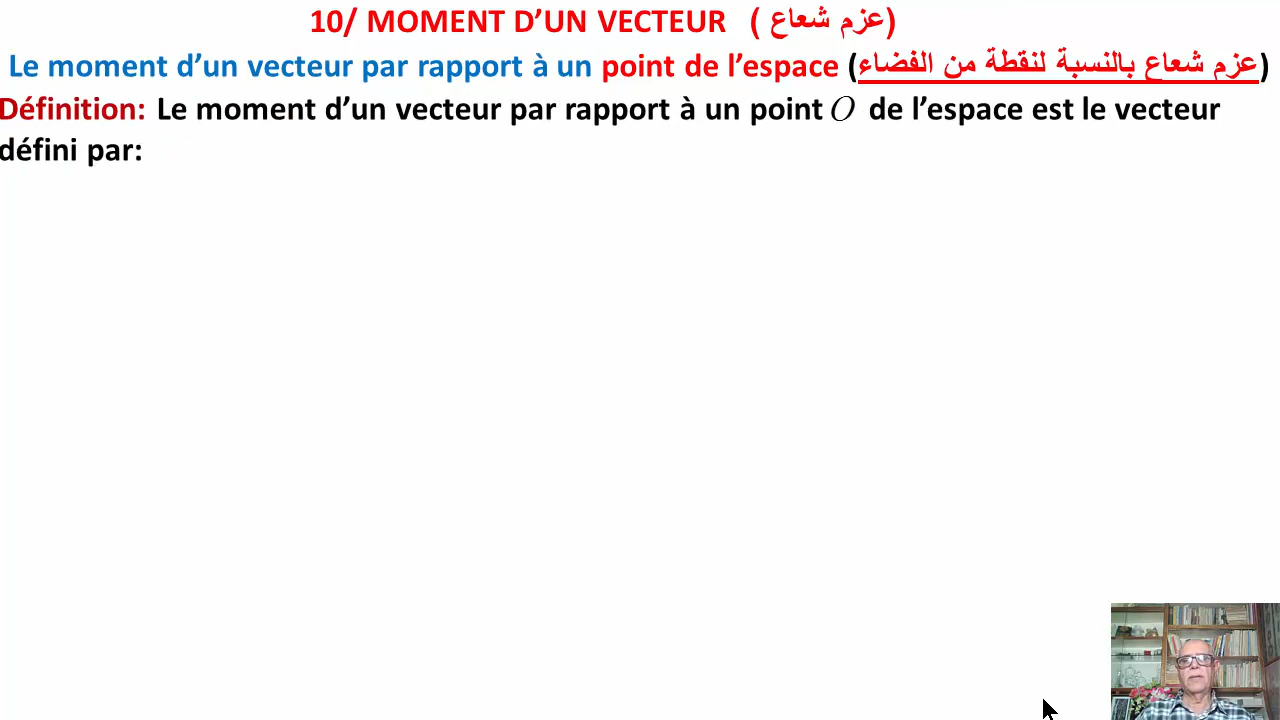 10/ MOMENT D’UN VECTEUR ( عزم شعاع)
Le moment d’un vecteur par rapport à un point de l’espace (عزم شعاع بالنسبة لنقطة من الفضاء)
Définition: Le moment d’un vecteur par rapport à un point O de l’espace est le vecteur
défini par: